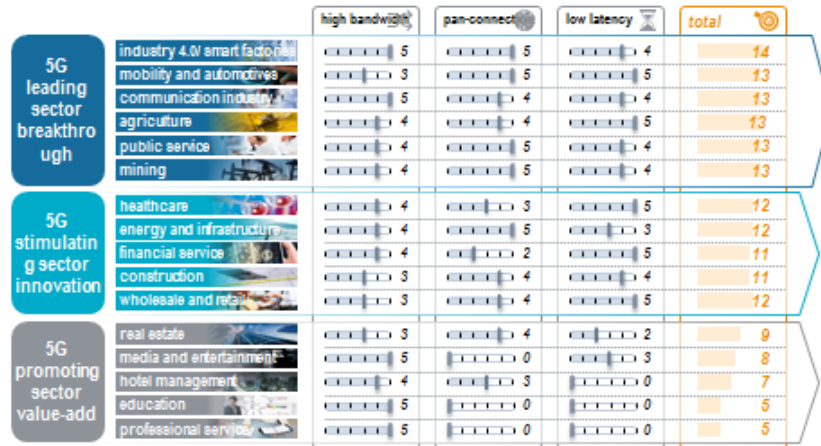 high bandwidth pan-connection low latency total
5G leading sector breakthro ugh
industry 4.0/ smart factories 5 5 4 14
mobility and automotives 3 5 5 13
communication industry 5 4 4 13
agriculture 4 4 5 13
public service 4 5 4 13
mining 4 5 4 13
5G stimulatin g sector innovation
healthcare 4 3 5 12
energy and infrastructure 4 5 3 12
financial service 4 2 5 11
construction 3 4 4 11
wholesale and retail 3 4 5 12
5G promoting sector value-add
real estate 3 4 2 9
media and entertainment 5 0 3 8
hotel management 4 3 0 7
education 5 0 0 5
professional service 5 0 0 5